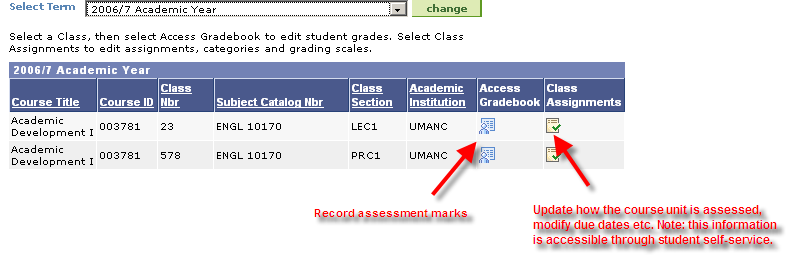 Select Term 2006/7 Academic Year change
Select a Class, then select Access Gradebook to edit student grades. Select Class
Assignments to edit assignments, categories and grading scales.
2006/7 Academic Year
Course Title Course ID Class Nbr Subject Catalog Nbr Class Section Academic Institution Access Gradebook Class Assignments
Academic Development I 003781 23 ENGL 10170 LEC1 UMANC
Academic Development I 003781 578 ENGL 10170 PRC1 UMANC
Record assessment marks
Update how the course unit is assessed,
modify due dates etc. Note: this information
is accessible through student self-service.